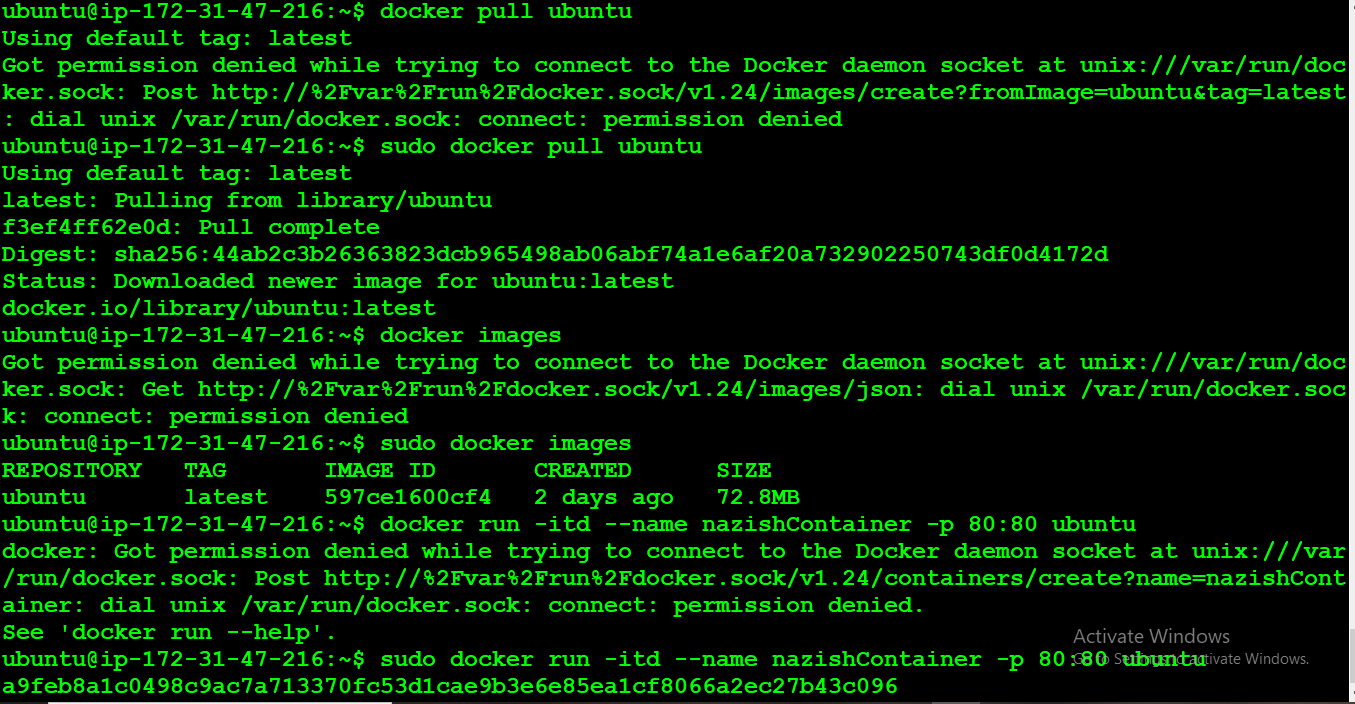 ubuntu@ip-172-31-47-216:~$ docker pull ubuntu
Using default tag: latest
Got permission denied while trying to connect to the Docker daemon socket at unix:///var/run/doc
ker.sock: Post http://%2Fvar%2Frun%2Fdocker.sock/v1.24/images/create?fromImage=ubuntu&tag=latest
: dial unix /var/run/docker.sock: connect: permission denied
ubuntu@ip-172-31-47-216:~$ sudo docker pull ubuntu
Using default tag: latest
latest: Pulling from library/ubuntu
f3ef4ff62e0d: Pull complete
Digest: sha256:44ab2c3b26363823dcb965498ab06abf74a1e6af20a732902250743df0d4172d
Status: Downloaded newer image for ubuntu:latest
docker.io/library/ubuntu:latest
ubuntu@ip-172-31-47-216:~$ docker images
Got permission denied while trying to connect to the Docker daemon socket at unix:///var/run/doc
ker.sock: Get http://%2Fvar%2Frun%2Fdocker.sock/v1.24/images/json: dial unix /var/run/docker.soc
k: connect: permission denied
ubuntu@ip-172-31-47-216:~$ sudo docker images
REPOSITORY   TAG       IMAGE ID       CREATED      SIZE
ubuntu       latest    597ce1600cf4   2 days ago   72.8MB
ubuntu@ip-172-31-47-216:~$ docker run -itd --name nazishContainer -p 80:80 ubuntu
docker: Got permission denied while trying to connect to the Docker daemon socket at unix:///var
/run/docker.sock: Post http://%2Fvar%2Frun%2Fdocker.sock/v1.24/containers/create?name=nazishCont
ainer: dial unix /var/run/docker.sock: connect: permission denied.
See 'docker run --help'.
Activate Windows
ubuntu@ip-172-31-47-216:~$ sudo docker run -itd --name nazishContainer -p 80:80 ubuntu
Go to Settings to activate Windows.
a9feb8a1c0498c9ac7a713370fc53d1cae9b3e6e85ea1cf8066a2ec27b43c096